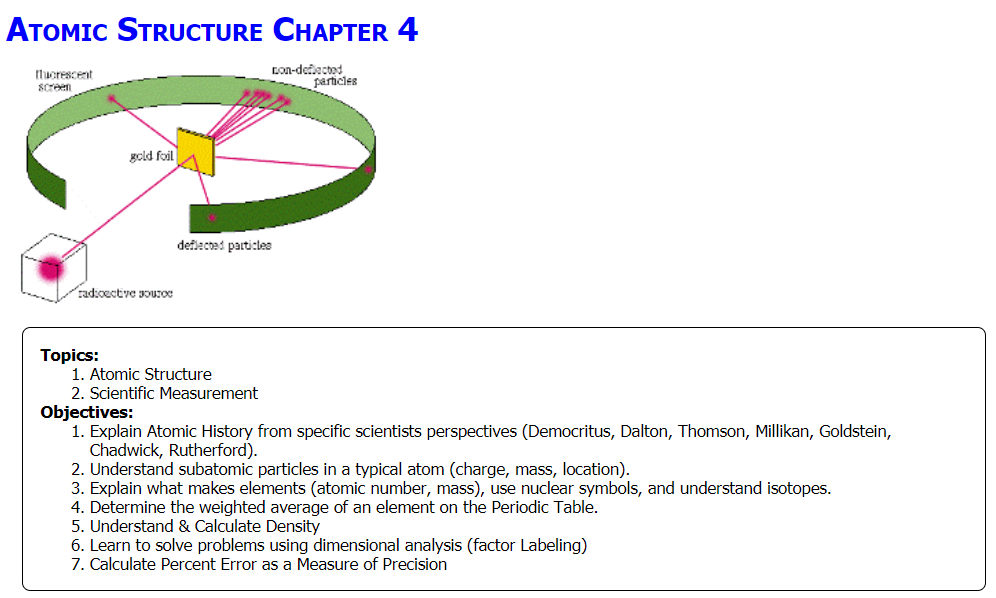 Atomic Structure Chapter 4
fluorescent
screen
non-deflected
particles
gold foil
deflected particles
radioactive source
Topics:
1. Atomic Structure
2. Scientific Measurement
Objectives:
1. Explain Atomic History from specific scientists perspectives (Democritus, Dalton, Thomson, Millikan, Goldstein,
Chadwick, Rutherford).
2. Understand subatomic particles in a typical atom (charge, mass, location).
3. Explain what makes elements (atomic number, mass), use nuclear symbols, and understand isotopes.
4. Determine the weighted average of an element on the Periodic Table.
5. Understand & Calculate Density
6. Learn to solve problems using dimensional analysis (factor Labeling)
7. Calculate Percent Error as a Measure of Precision